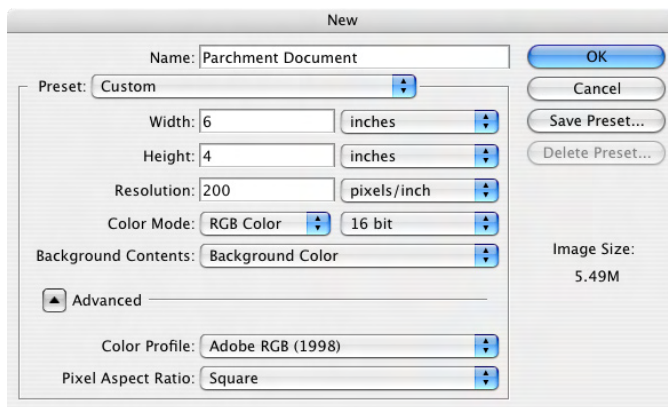 New
Name: Parchment Document
OK
Preset: Custom
Cancel
Width: 6 inches
Save Preset...
Height: 4 inches
Delete Preset...
Resolution: 200 pixels/inch
Color Mode: RGB Color 16 bit
Background Contents: Background Color
Image Size:
5.49M
Advanced
Color Profile: Adobe RGB (1998)
Pixel Aspect Ratio: Square